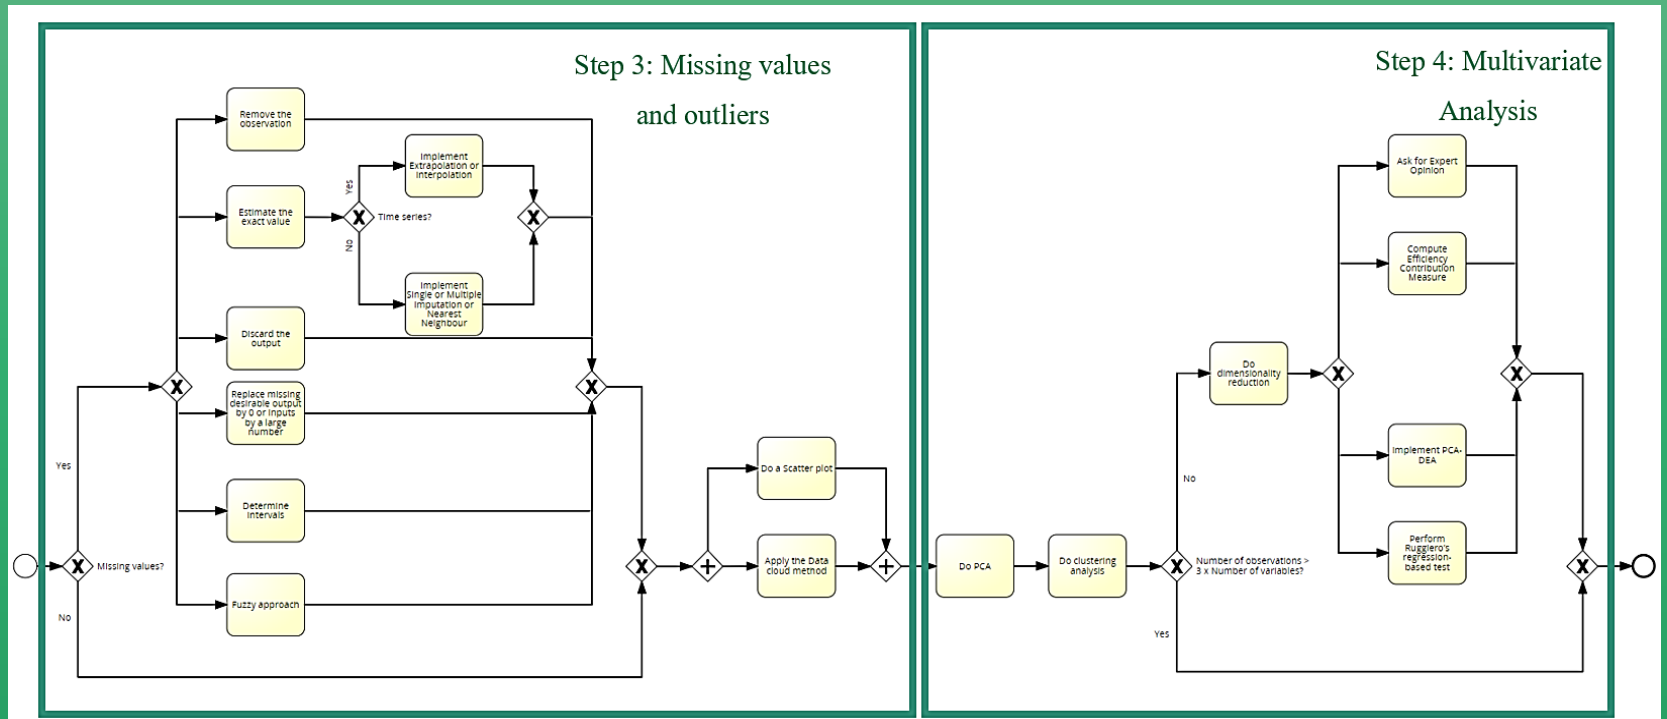 Step 3: Missing values
and outliers
Remove the
observation
Implement
Extrapolation or
Interpolation
Yes
Estimate the
exact value
Time series?
No
Implement
Single or Multiple
Imputation or
Nearest
Neighbour
Discard the
output
Replace missing
desirable output
by 0 or inputs
by a large
number
Yes
Determine
intervals
Missing values?
No
Fuzzy approach
Do a Scatter plot
Apply the Data
cloud method
Step 4: Multivariate
Analysis
Ask for Expert
Opinion
Compute
Efficiency
Contribution
Measure
Do
dimensionality
reduction
Implement PCA-
DEA
No
Perform
Ruggiero's
regression-
based test
Do PCA
Do clustering
analysis
Number of observations >
3 x Number of variables?
Yes